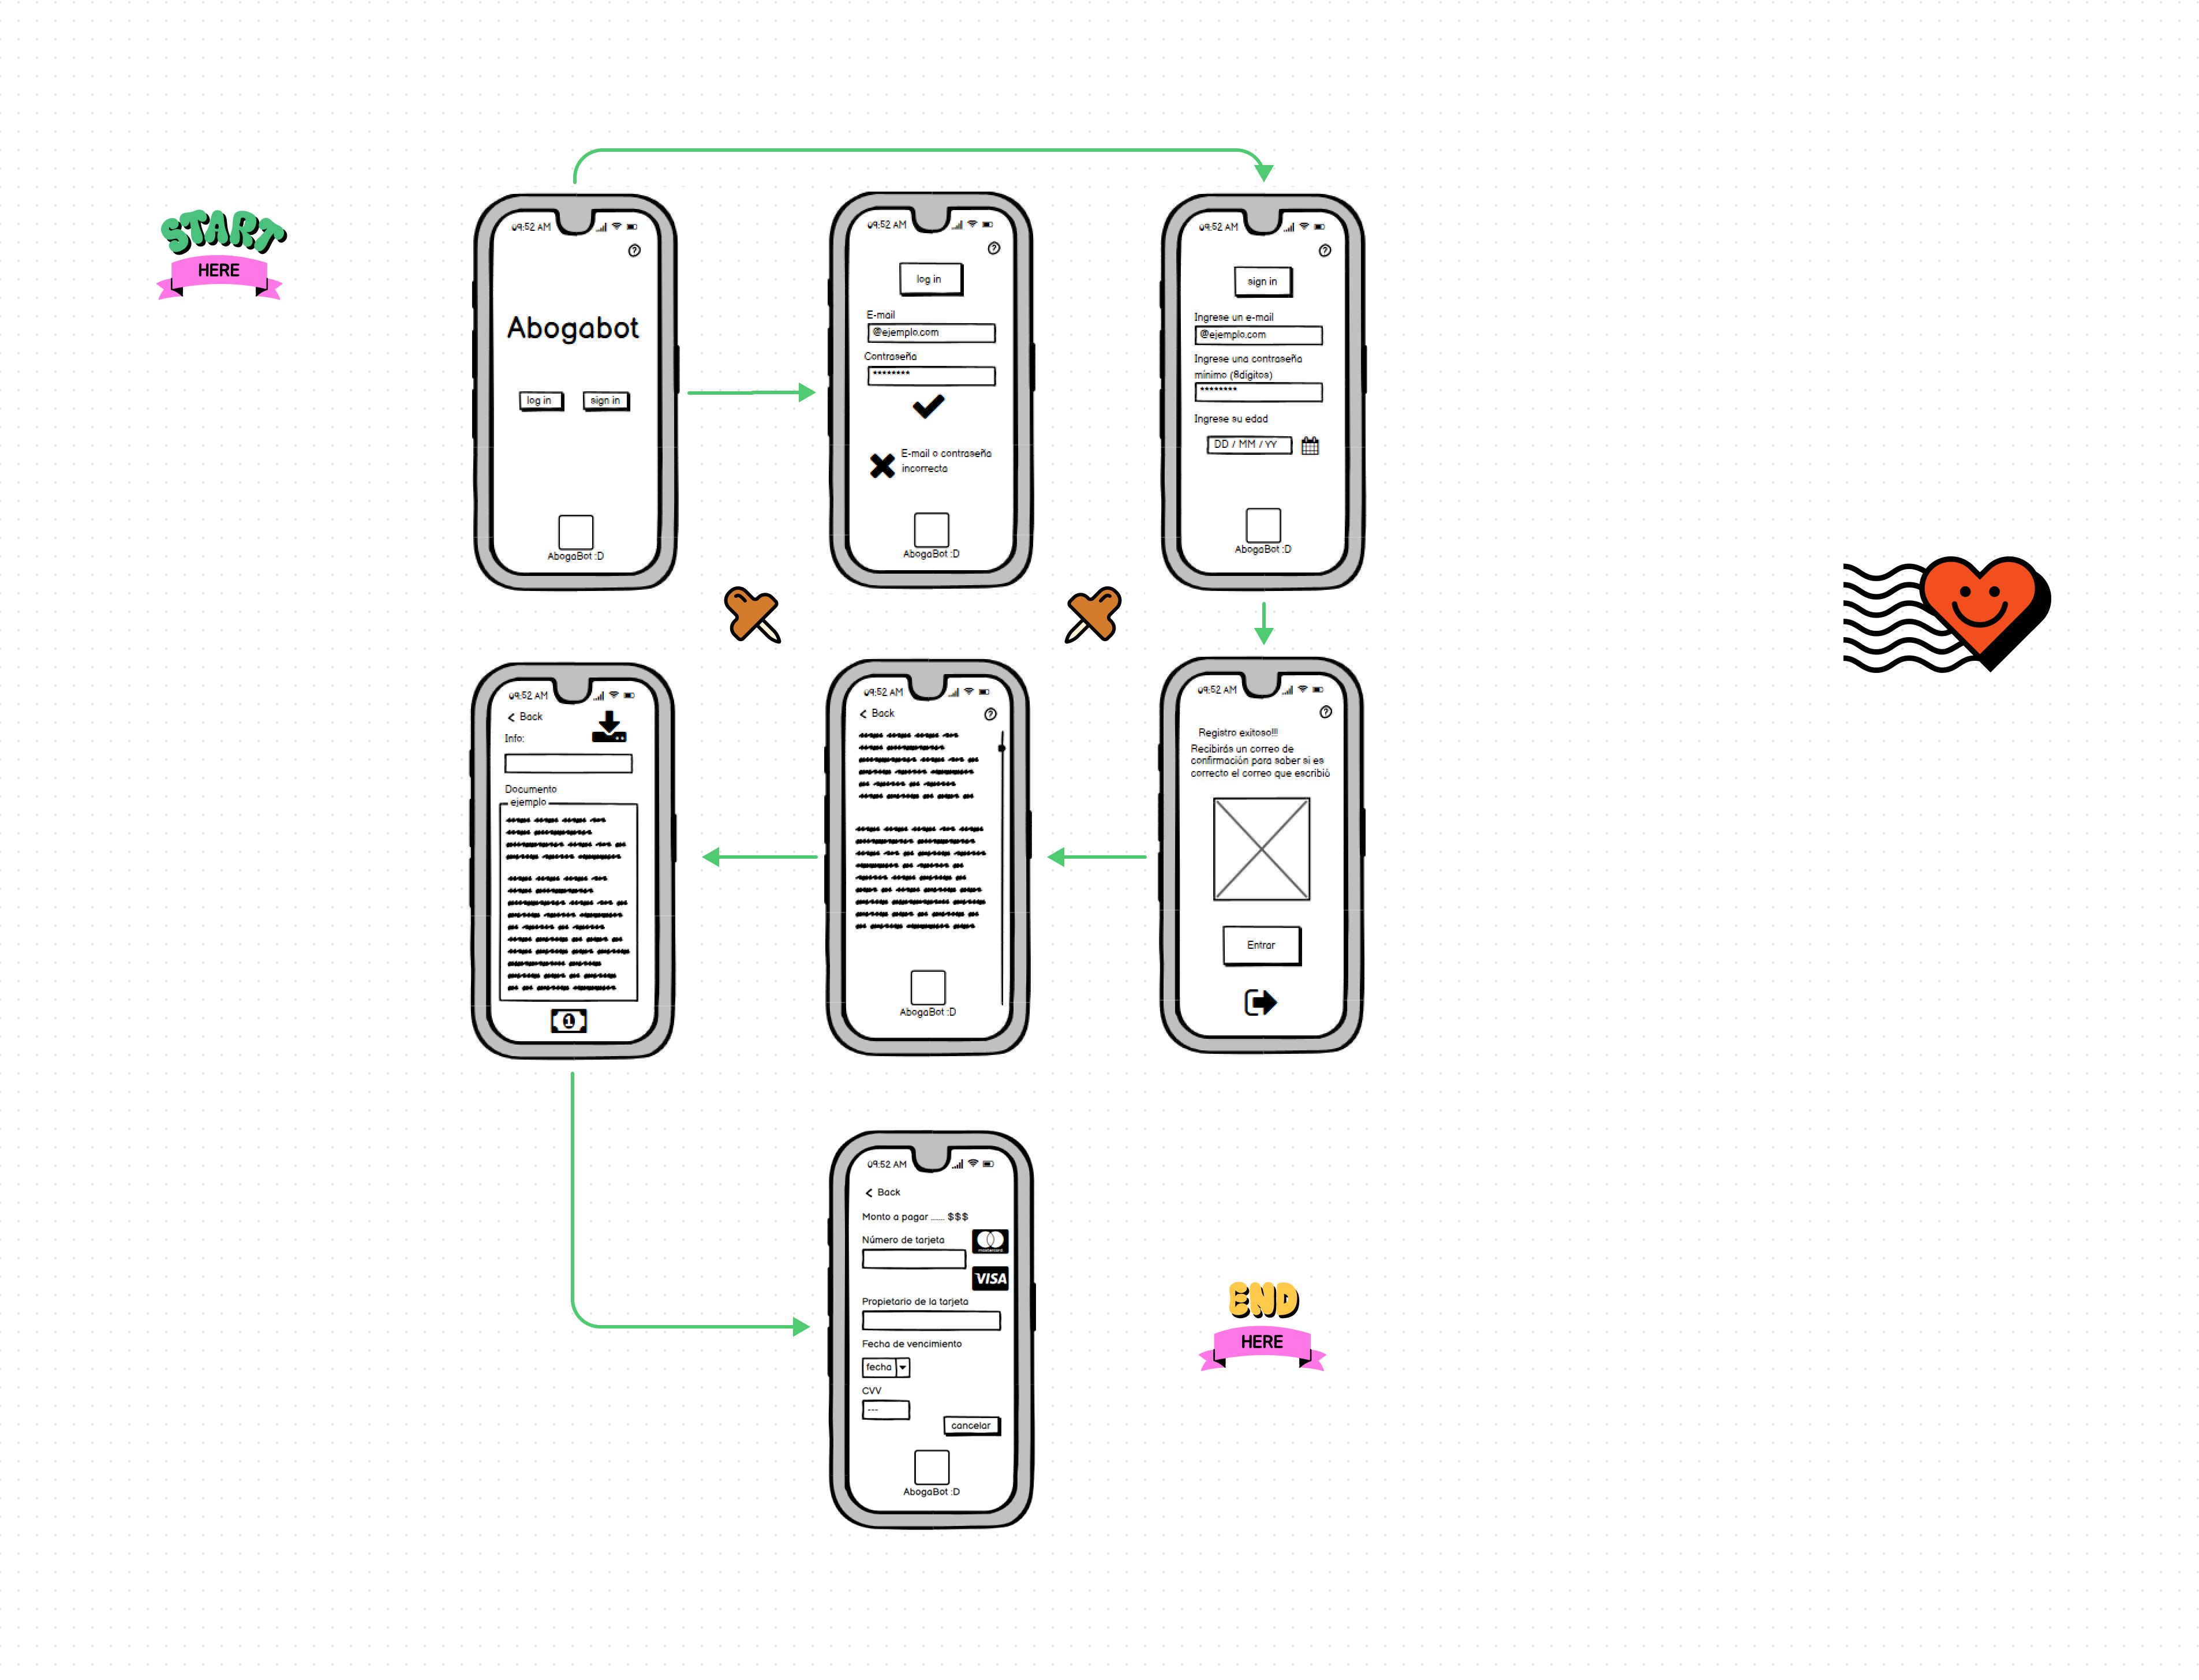 START
HERE
09:52 AM
Abogabot
log in
sign in
AbogaBot :D
09:52 AM
log in
E-mail
@ejemplo.com
Contraseña
********
E-mail o contraseña
incorrecta
AbogaBot :D
09:52 AM
sign in
Ingrese un e-mail
@ejemplo.com
Ingrese una contraseña
mínimo (8dígitos)
********
Ingrese su edad
DD / MM / YY
AbogaBot :D
09:52 AM
< Back
Info:
Documento
ejemplo
1
09:52 AM
< Back
AbogaBot :D
09:52 AM
Registro exitoso!!!
Recibirás un correo de
confirmación para saber si es
correcto el correo que escribió
Entrar
09:52 AM
< Back
Monto a pagar ...... $$$
Número de tarjeta
mastercard
VISA
Propietario de la tarjeta
Fecha de vencimiento
fecha
CVV
---
cancelar
AbogaBot :D
END
HERE